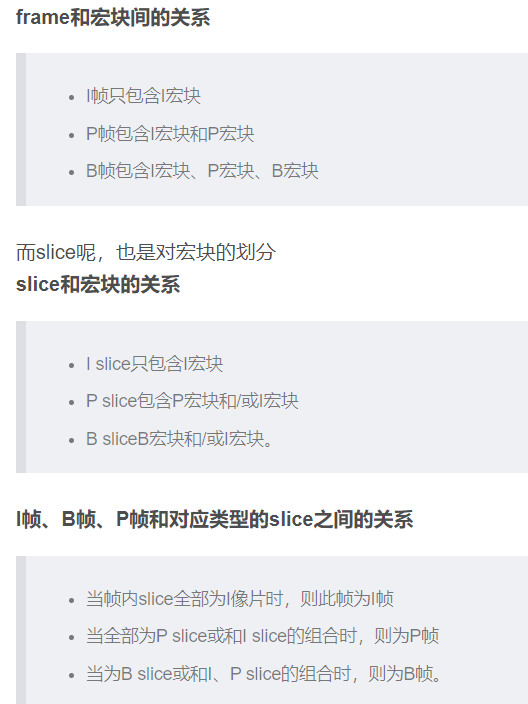 frame和宏块间的关系
I帧只包含I宏块
P帧包含I宏块和P宏块
B帧包含I宏块、P宏块、B宏块
而slice呢，也是对宏块的划分
slice和宏块的关系
I slice只包含I宏块
P slice包含P宏块和/或I宏块
B sliceB宏块和/或I宏块。
I帧、B帧、P帧和对应类型的slice之间的关系
当帧内slice全部为I像片时，则此帧为I帧
当全部为P slice或和I slice的组合时，则为P帧
当为B slice或和I、P slice的组合时，则为B帧。